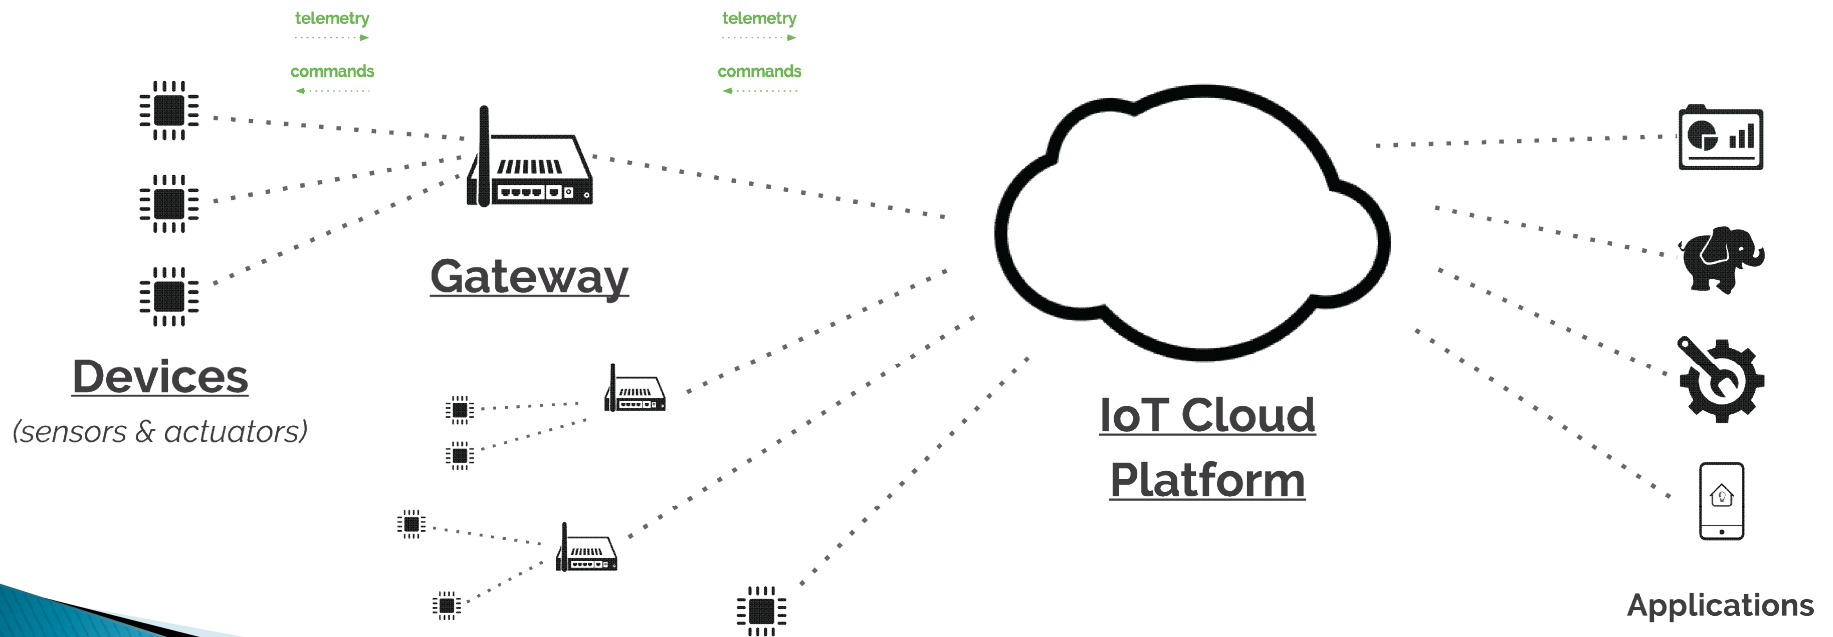 telemetry
commands
telemetry
commands
Gateway
Devices
(sensors & actuators)
IoT Cloud
Platform
Applications